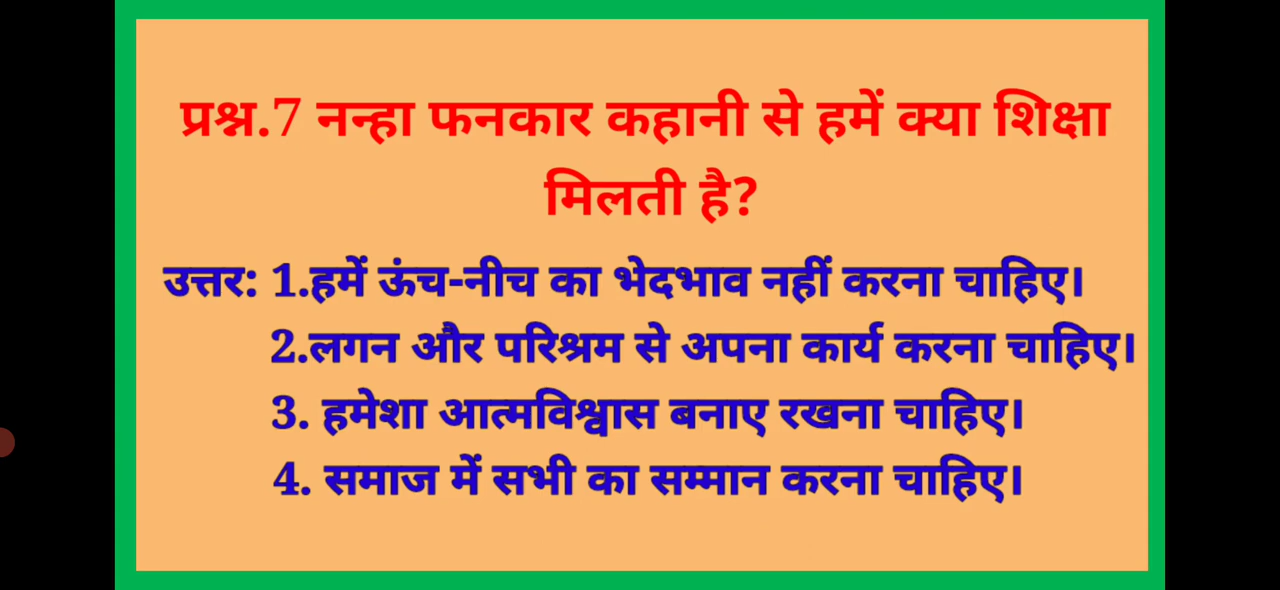 प्रश्न.7 नन्हा फनकार कहानी से हमें क्या शिक्षा
मिलती है?
उत्तर: 1.हमें ऊंच-नीच का भेदभाव नहीं करना चाहिए।
2.लगन और परिश्रम से अपना कार्य करना चाहिए।
3. हमेशा आत्मविश्वास बनाए रखना चाहिए।
4. समाज में सभी का सम्मान करना चाहिए।